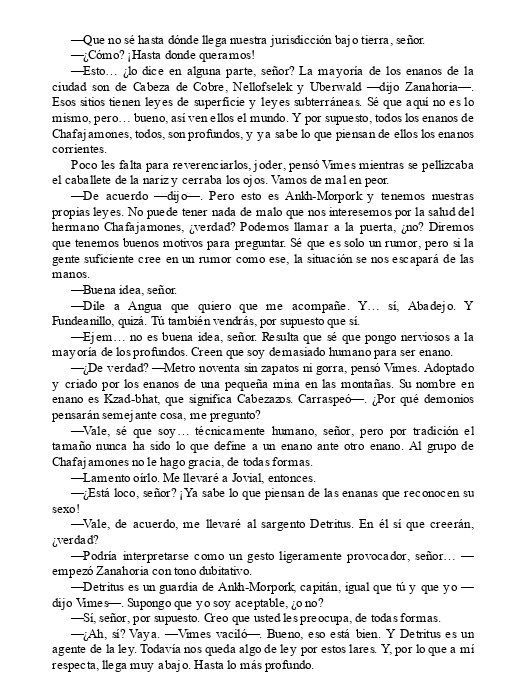 —Que no sé hasta dónde llega nuestra jurisdicción bajo tierra, señor.
—¿Cómo? ¡Hasta donde queramos!
—Esto… ¿lo dice en alguna parte, señor? La mayoría de los enanos de la
ciudad son de Cabeza de Cobre, Nellofselek y Uberwald —dijo Zanahoria—.
Esos sitios tienen leyes de superficie y leyes subterráneas. Sé que aquí no es lo
mismo, pero… bueno, así ven ellos el mundo. Y por supuesto, todos los enanos de
Chafajamones, todos, son profundos, y ya sabe lo que piensan de ellos los enanos
corrientes.
Poco les falta para reverenciarlos, joder, pensó Vimes mientras se pellizcaba
el caballete de la nariz y cerraba los ojos. Vamos de mal en peor.
—De acuerdo —dijo—. Pero esto es Ankh-Morpork y tenemos nuestras
propias leyes. No puede tener nada de malo que nos interesemos por la salud del
hermano Chafajamones, ¿verdad? Podemos llamar a la puerta, ¿no? Diremos
que tenemos buenos motivos para preguntar. Sé que es solo un rumor, pero si la
gente suficiente cree en un rumor como ese, la situación se nos escapará de las
manos.
—Buena idea, señor.
—Dile a Angua que quiero que me acompañe. Y… sí, Abadejo. Y
Fundeanillo, quizá. Tú también vendrás, por supuesto que sí.
—Ejem… no es buena idea, señor. Resulta que sé que pongo nerviosos a la
mayoría de los profundos. Creen que soy demasiado humano para ser enano.
—¿De verdad? —Metro noventa sin zapatos ni gorra, pensó Vimes. Adoptado
y criado por los enanos de una pequeña mina en las montañas. Su nombre en
enano es Kzad-bhat, que significa Cabezazos. Carraspeó—. ¿Por qué demonios
pensarán semejante cosa, me pregunto?
—Vale, sé que soy… técnicamente humano, señor, pero por tradición el
tamaño nunca ha sido lo que define a un enano ante otro enano. Al grupo de
Chafajamones no le hago gracia, de todas formas.
—Lamento oírlo. Me llevaré a Jovial, entonces.
—¿Está loco, señor? ¡Ya sabe lo que piensan de las enanas que reconocen su
sexo!
—Vale, de acuerdo, me llevaré al sargento Detritus. En él sí que creerán,
¿verdad?
—Podría interpretarse como un gesto ligeramente provocador, señor… —
empezó Zanahoria con tono dubitativo.
—Detritus es un guardia de Ankh-Morpork, capitán, igual que tú y que yo —
dijo Vimes—. Supongo que yo soy aceptable, ¿o no?
—Sí, señor, por supuesto. Creo que usted les preocupa, de todas formas.
—¿Ah, sí? Vaya. —Vimes vaciló—. Bueno, eso está bien. Y Detritus es un
agente de la ley. Todavía nos queda algo de ley por estos lares. Y, por lo que a mí
respecta, llega muy abajo. Hasta lo más profundo.